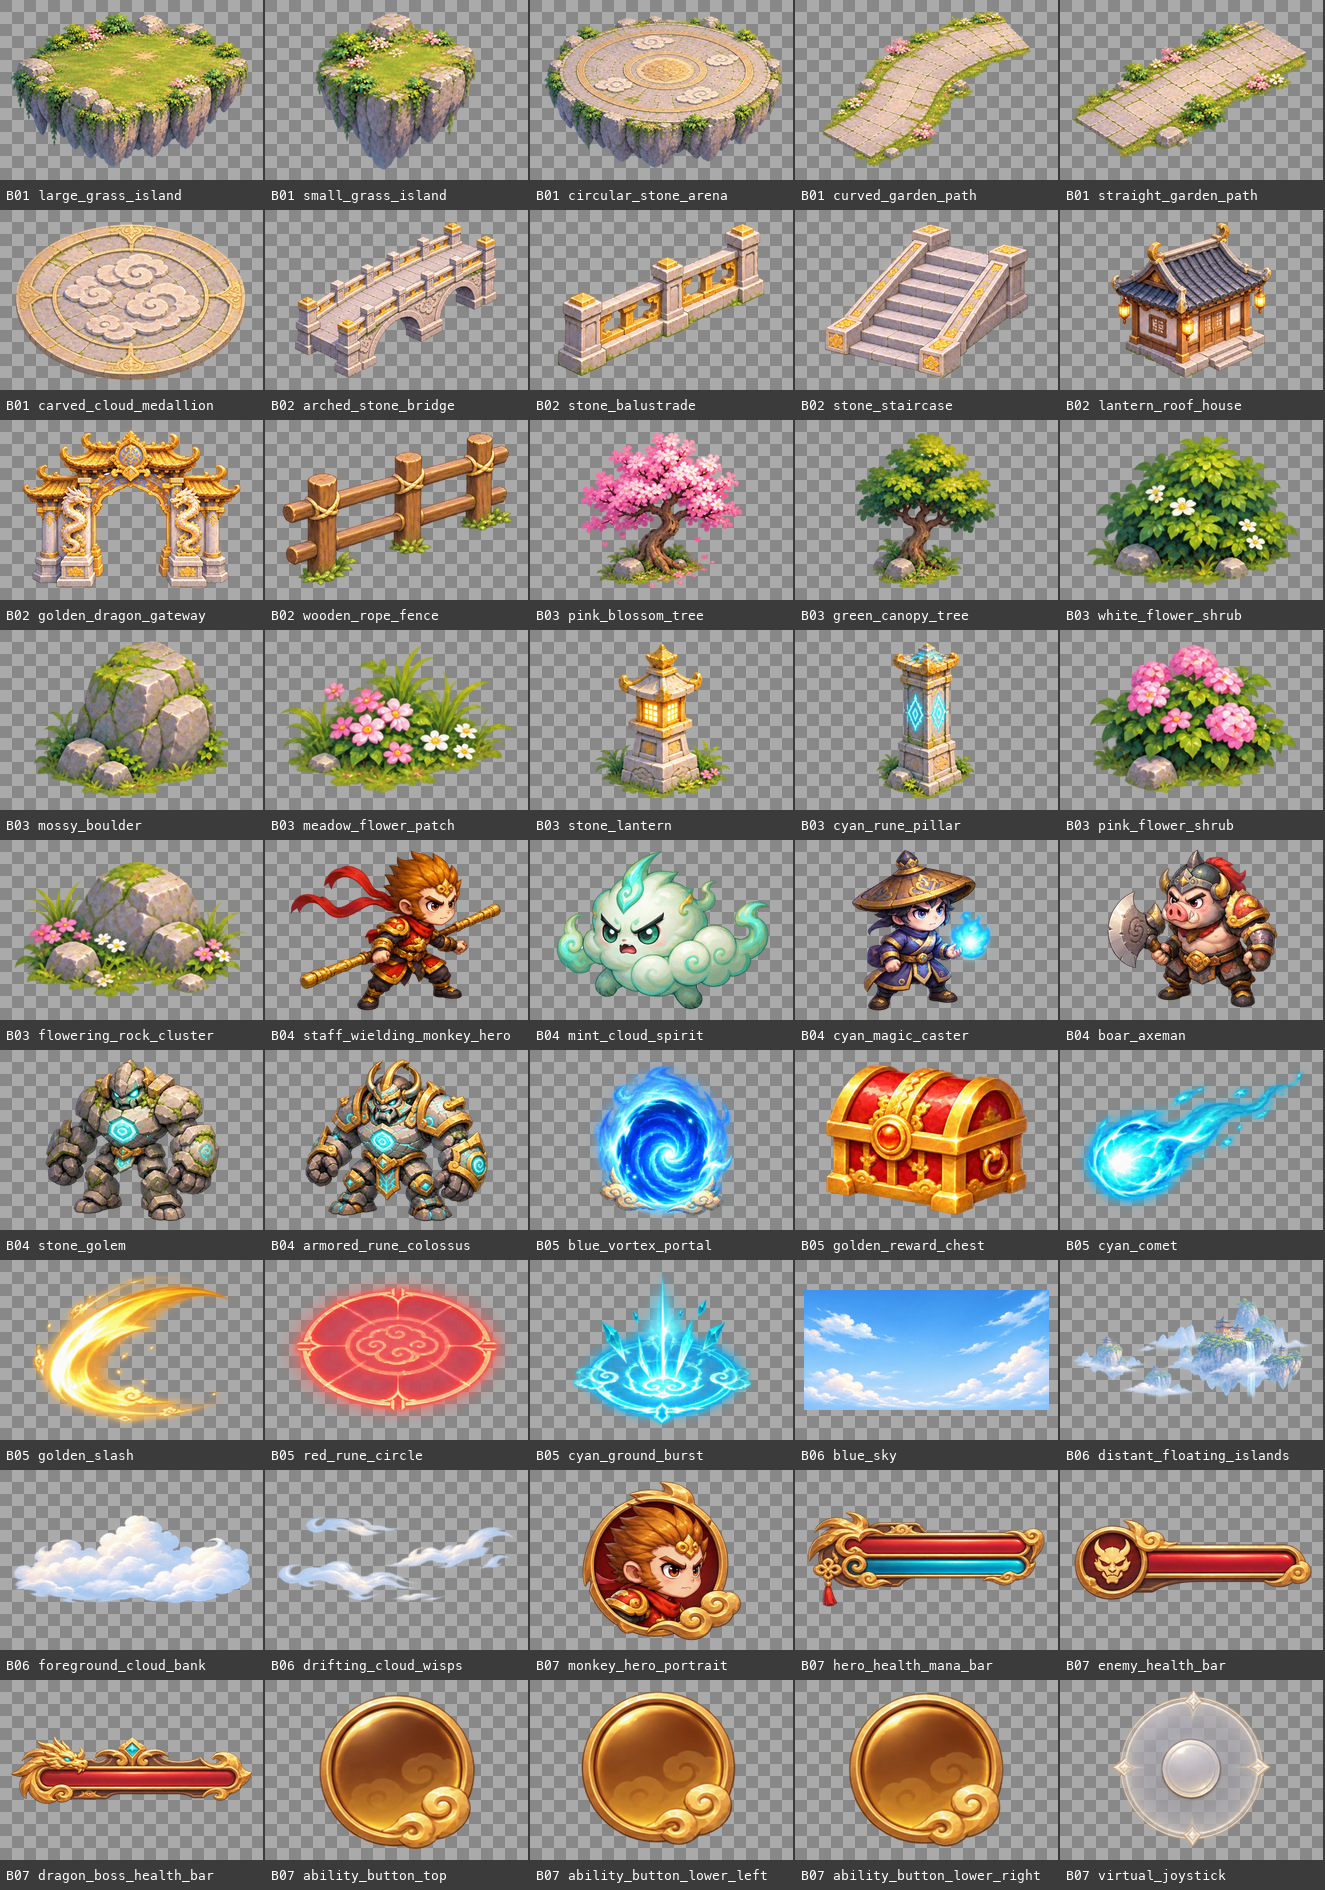 B01 large_grass_island
B01 small_grass_island
B01 circular_stone_arena
B01 curved_garden_path
B01 straight_garden_path
B01 carved_cloud_medallion
B02 arched_stone_bridge
B02 stone_balustrade
B02 stone_staircase
B02 lantern_roof_house
B02 golden_dragon_gateway
B02 wooden_rope_fence
B03 pink_blossom_tree
B03 green_canopy_tree
B03 white_flower_shrub
B03 mossy_boulder
B03 meadow_flower_patch
B03 stone_lantern
B03 cyan_rune_pillar
B03 pink_flower_shrub
B03 flowering_rock_cluster
B04 staff_wielding_monkey_hero
B04 mint_cloud_spirit
B04 cyan_magic_caster
B04 boar_axeman
B04 stone_golem
B04 armored_rune_colossus
B05 blue_vortex_portal
B05 golden_reward_chest
B05 cyan_comet
B05 golden_slash
B05 red_rune_circle
B05 cyan_ground_burst
B06 blue_sky
B06 distant_floating_islands
B06 foreground_cloud_bank
B06 drifting_cloud_wisps
B07 monkey_hero_portrait
B07 hero_health_mana_bar
B07 enemy_health_bar
B07 dragon_boss_health_bar
B07 ability_button_top
B07 ability_button_lower_left
B07 ability_button_lower_right
B07 virtual_joystick